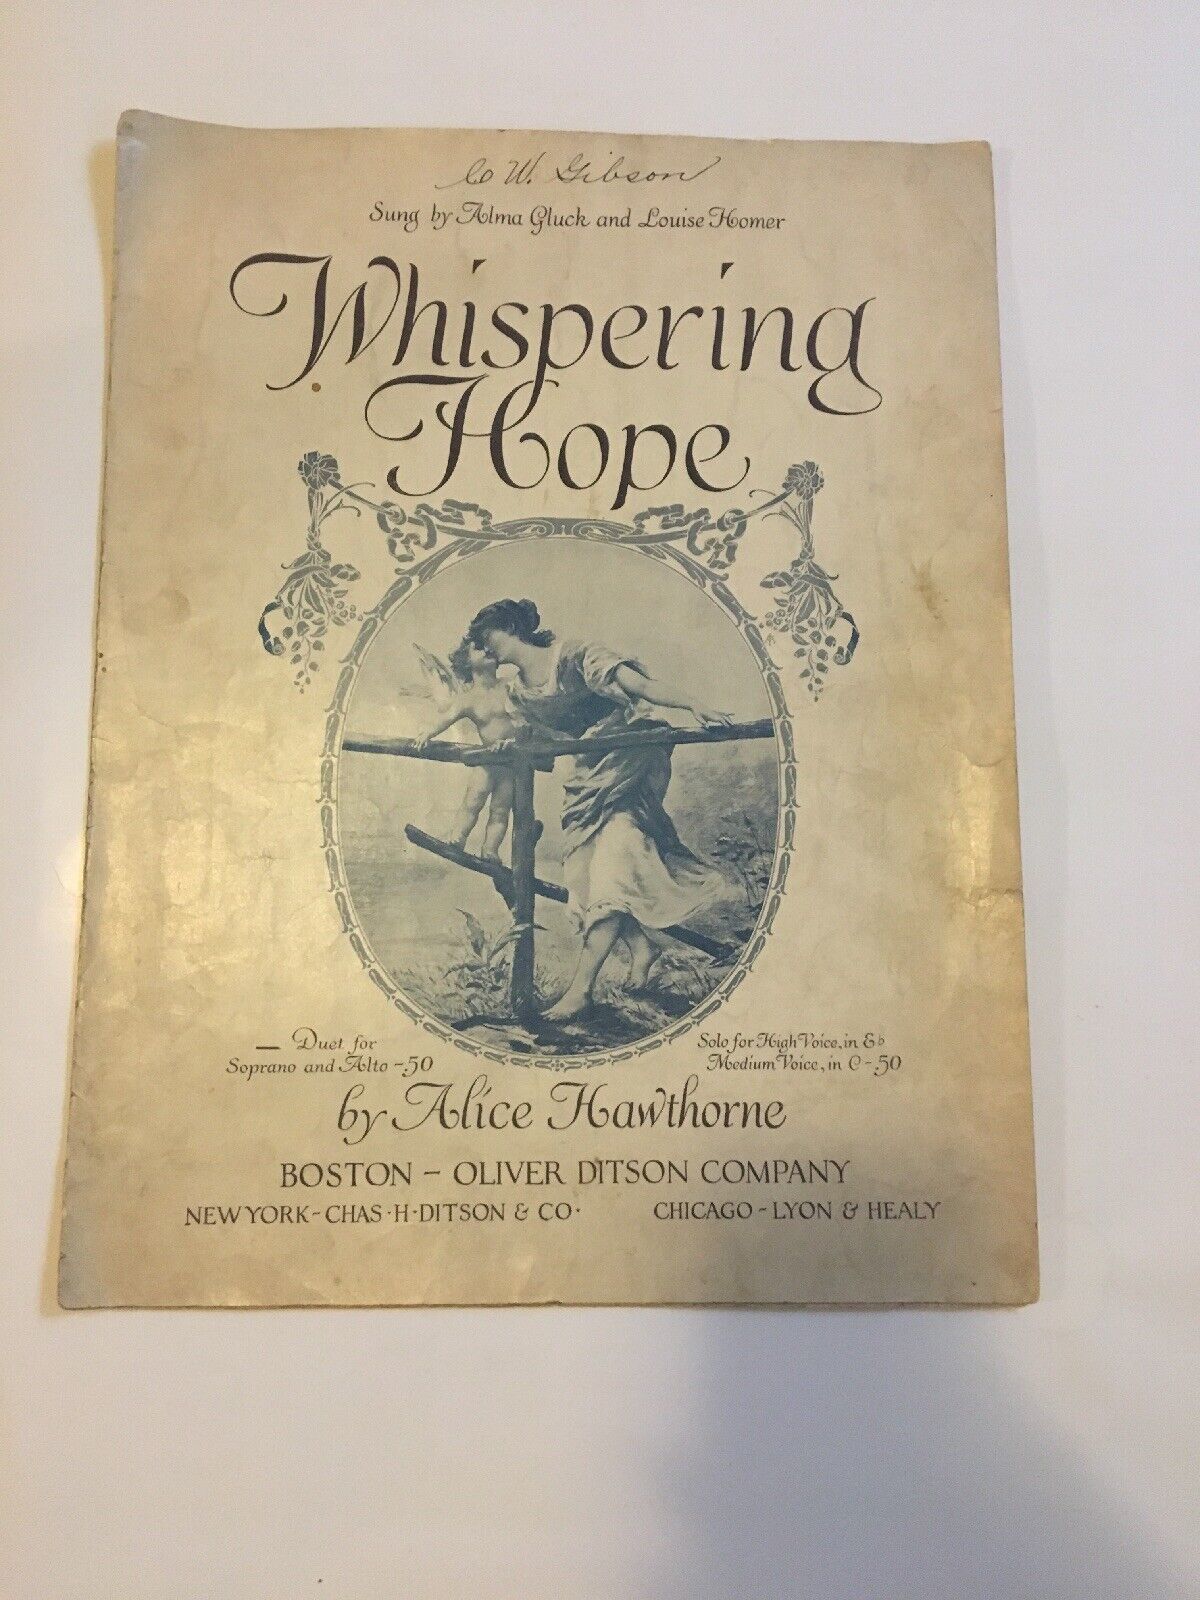 C W. Gibson
Sung by Alma Gluck and Louise Homer
Whispering
Hope
— Duet for
Soprano and Alto -.50
Solo for High Voice, in E♭
Medium Voice, in C -.50
by Alice Hawthorne
BOSTON - OLIVER DITSON COMPANY
NEW YORK - CHAS · H · DITSON & CO ·
CHICAGO - LYON & HEALY